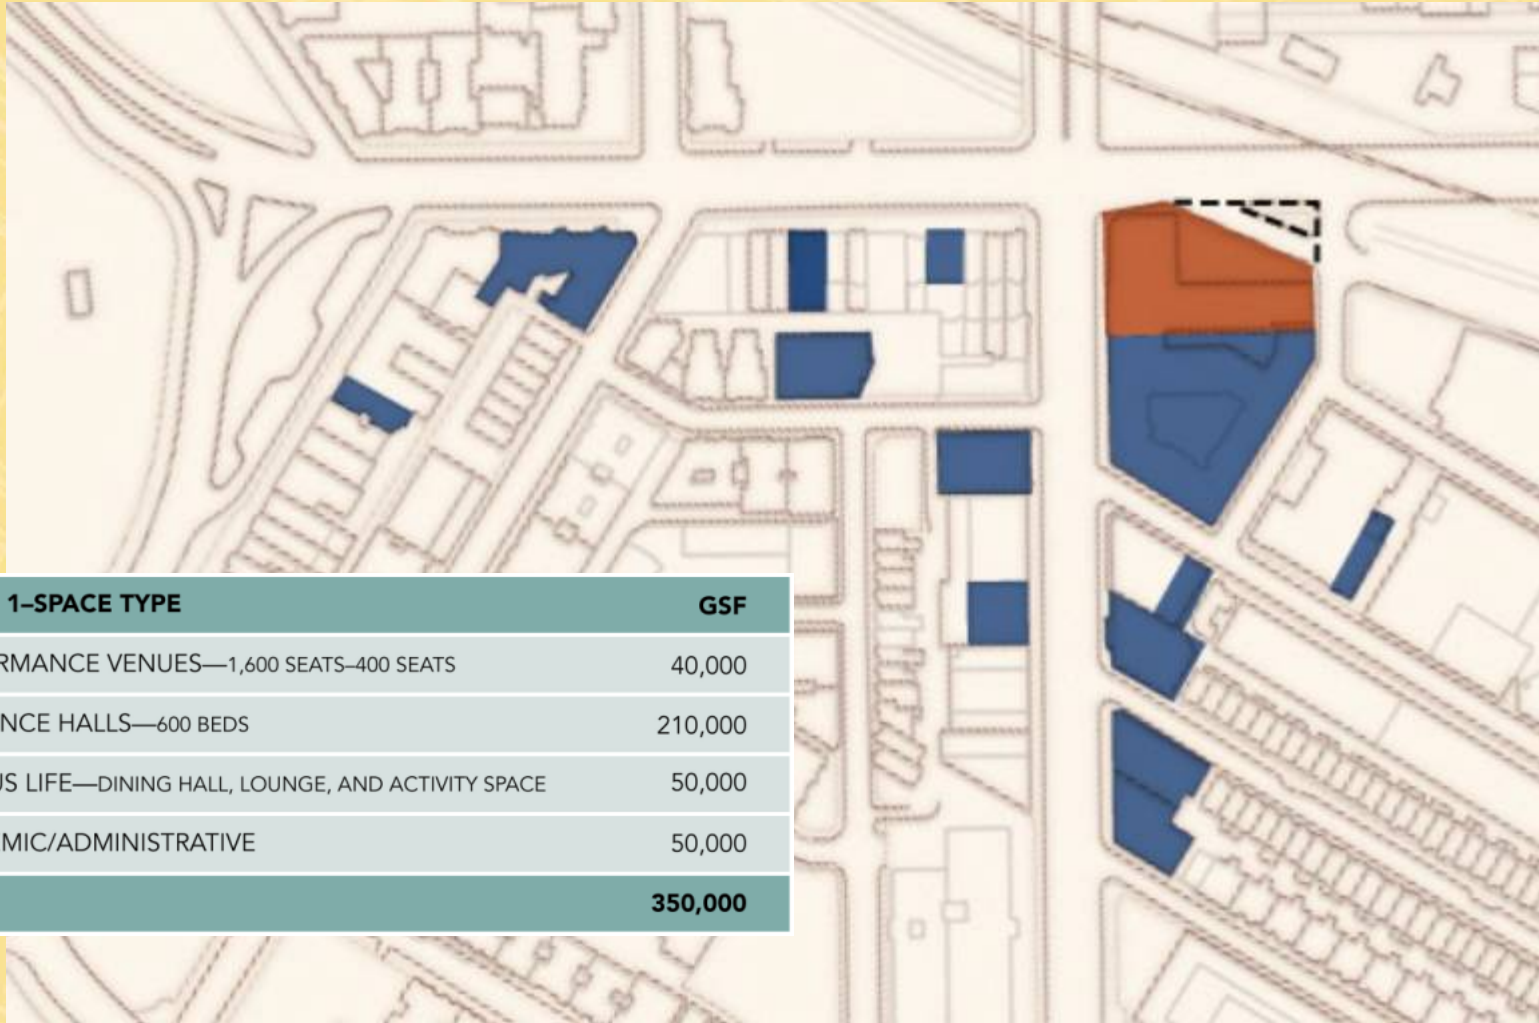 1–SPACE TYPE GSF
RMANCE VENUES—1,600 SEATS–400 SEATS 40,000
NCE HALLS—600 BEDS 210,000
US LIFE—DINING HALL, LOUNGE, AND ACTIVITY SPACE 50,000
MIC/ADMINISTRATIVE 50,000
350,000